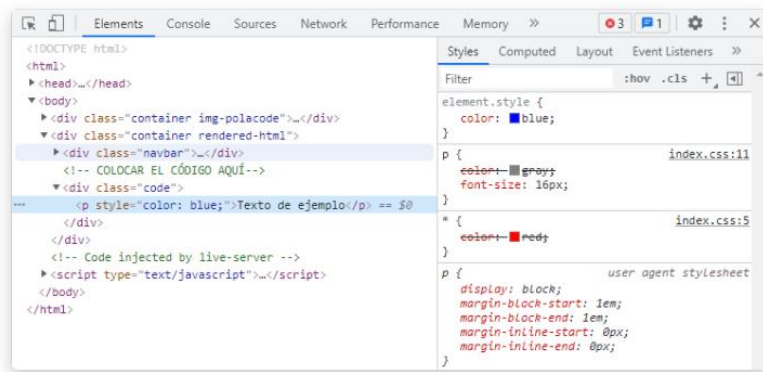 Elements Console Sources Network Performance Memory » 3 1
<!DOCTYPE html>
<html>
<head>…</head>
<body>
<div class="container img-polacode">…</div>
<div class="container rendered-html">
<div class="navbar">…</div>
<!-- COLOCAR EL CÓDIGO AQUÍ-->
<div class="code">
<p style="color: blue;">Texto de ejemplo</p> == $0
</div>
</div>
<!-- Code injected by live-server -->
<script type="text/javascript">…</script>
</body>
</html>
Styles Computed Layout Event Listeners »
Filter :hov .cls +
element.style {
color: blue;
}
p { index.css:11
color: gray;
font-size: 16px;
}
* { index.css:5
color: red;
}
p { user agent stylesheet
display: block;
margin-block-start: 1em;
margin-block-end: 1em;
margin-inline-start: 0px;
margin-inline-end: 0px;
}